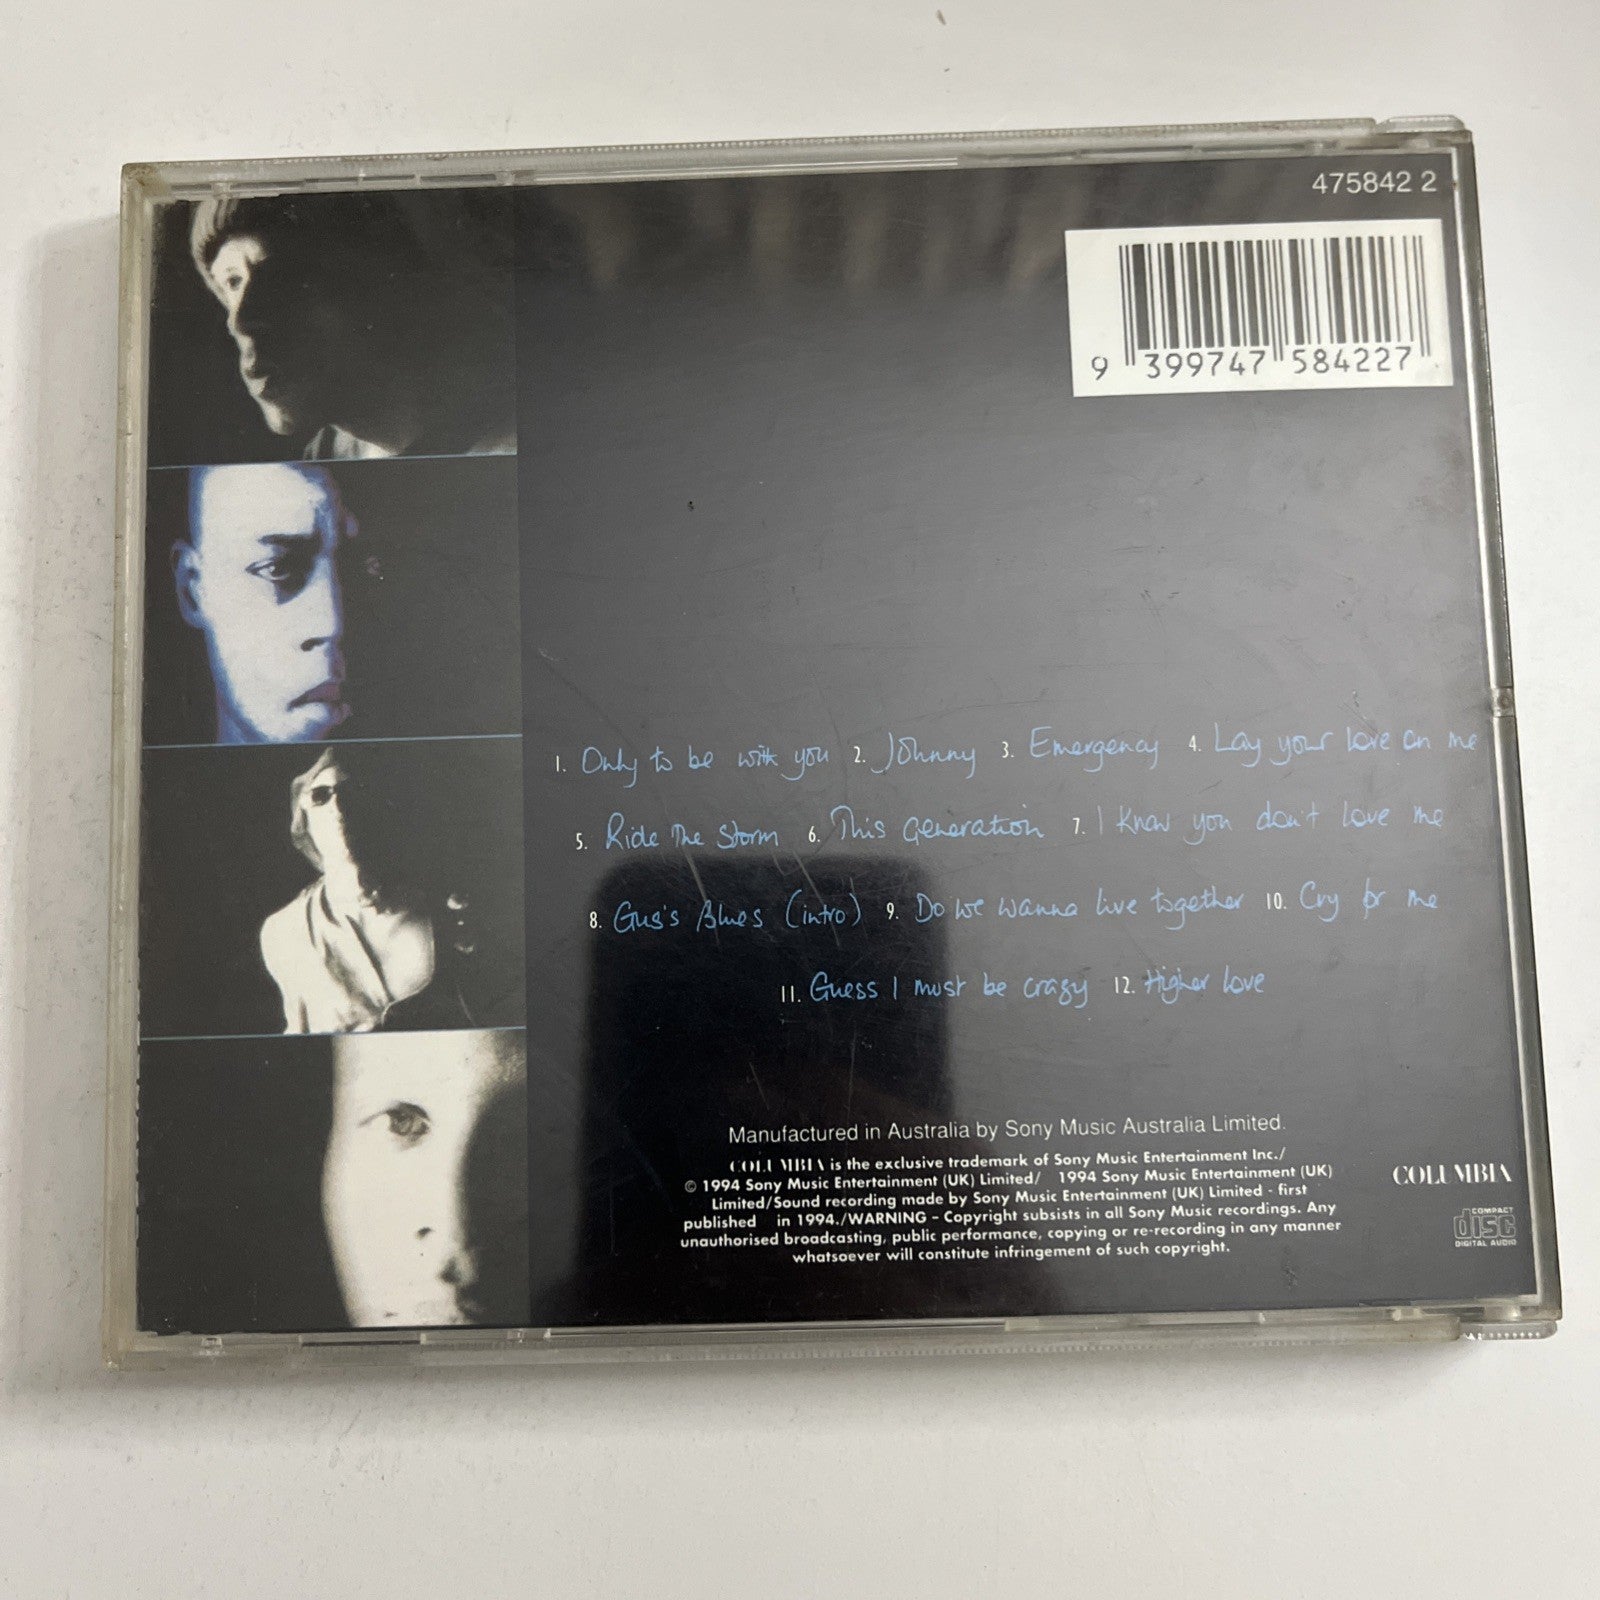 475842 2
9 399747 584227
1. Only to be with you 2. Johnny 3. Emergency 4. Lay your love on me
5. Ride The Storm 6. This Generation 7. I know you don't love me
8. Gus's Blues (intro) 9. Do we wanna live together 10. Cry for me
11. Guess I must be crazy 12. Higher love
Manufactured in Australia by Sony Music Australia Limited.
COLUMBIA is the exclusive trademark of Sony Music Entertainment Inc./
© 1994 Sony Music Entertainment (UK) Limited/ 1994 Sony Music Entertainment (UK)
Limited/Sound recording made by Sony Music Entertainment (UK) Limited - first
published in 1994./WARNING - Copyright subsists in all Sony Music recordings. Any
unauthorised broadcasting, public performance, copying or re-recording in any manner
whatsoever will constitute infringement of such copyright.
COLUMBIA
COMPACT
disc
DIGITAL AUDIO